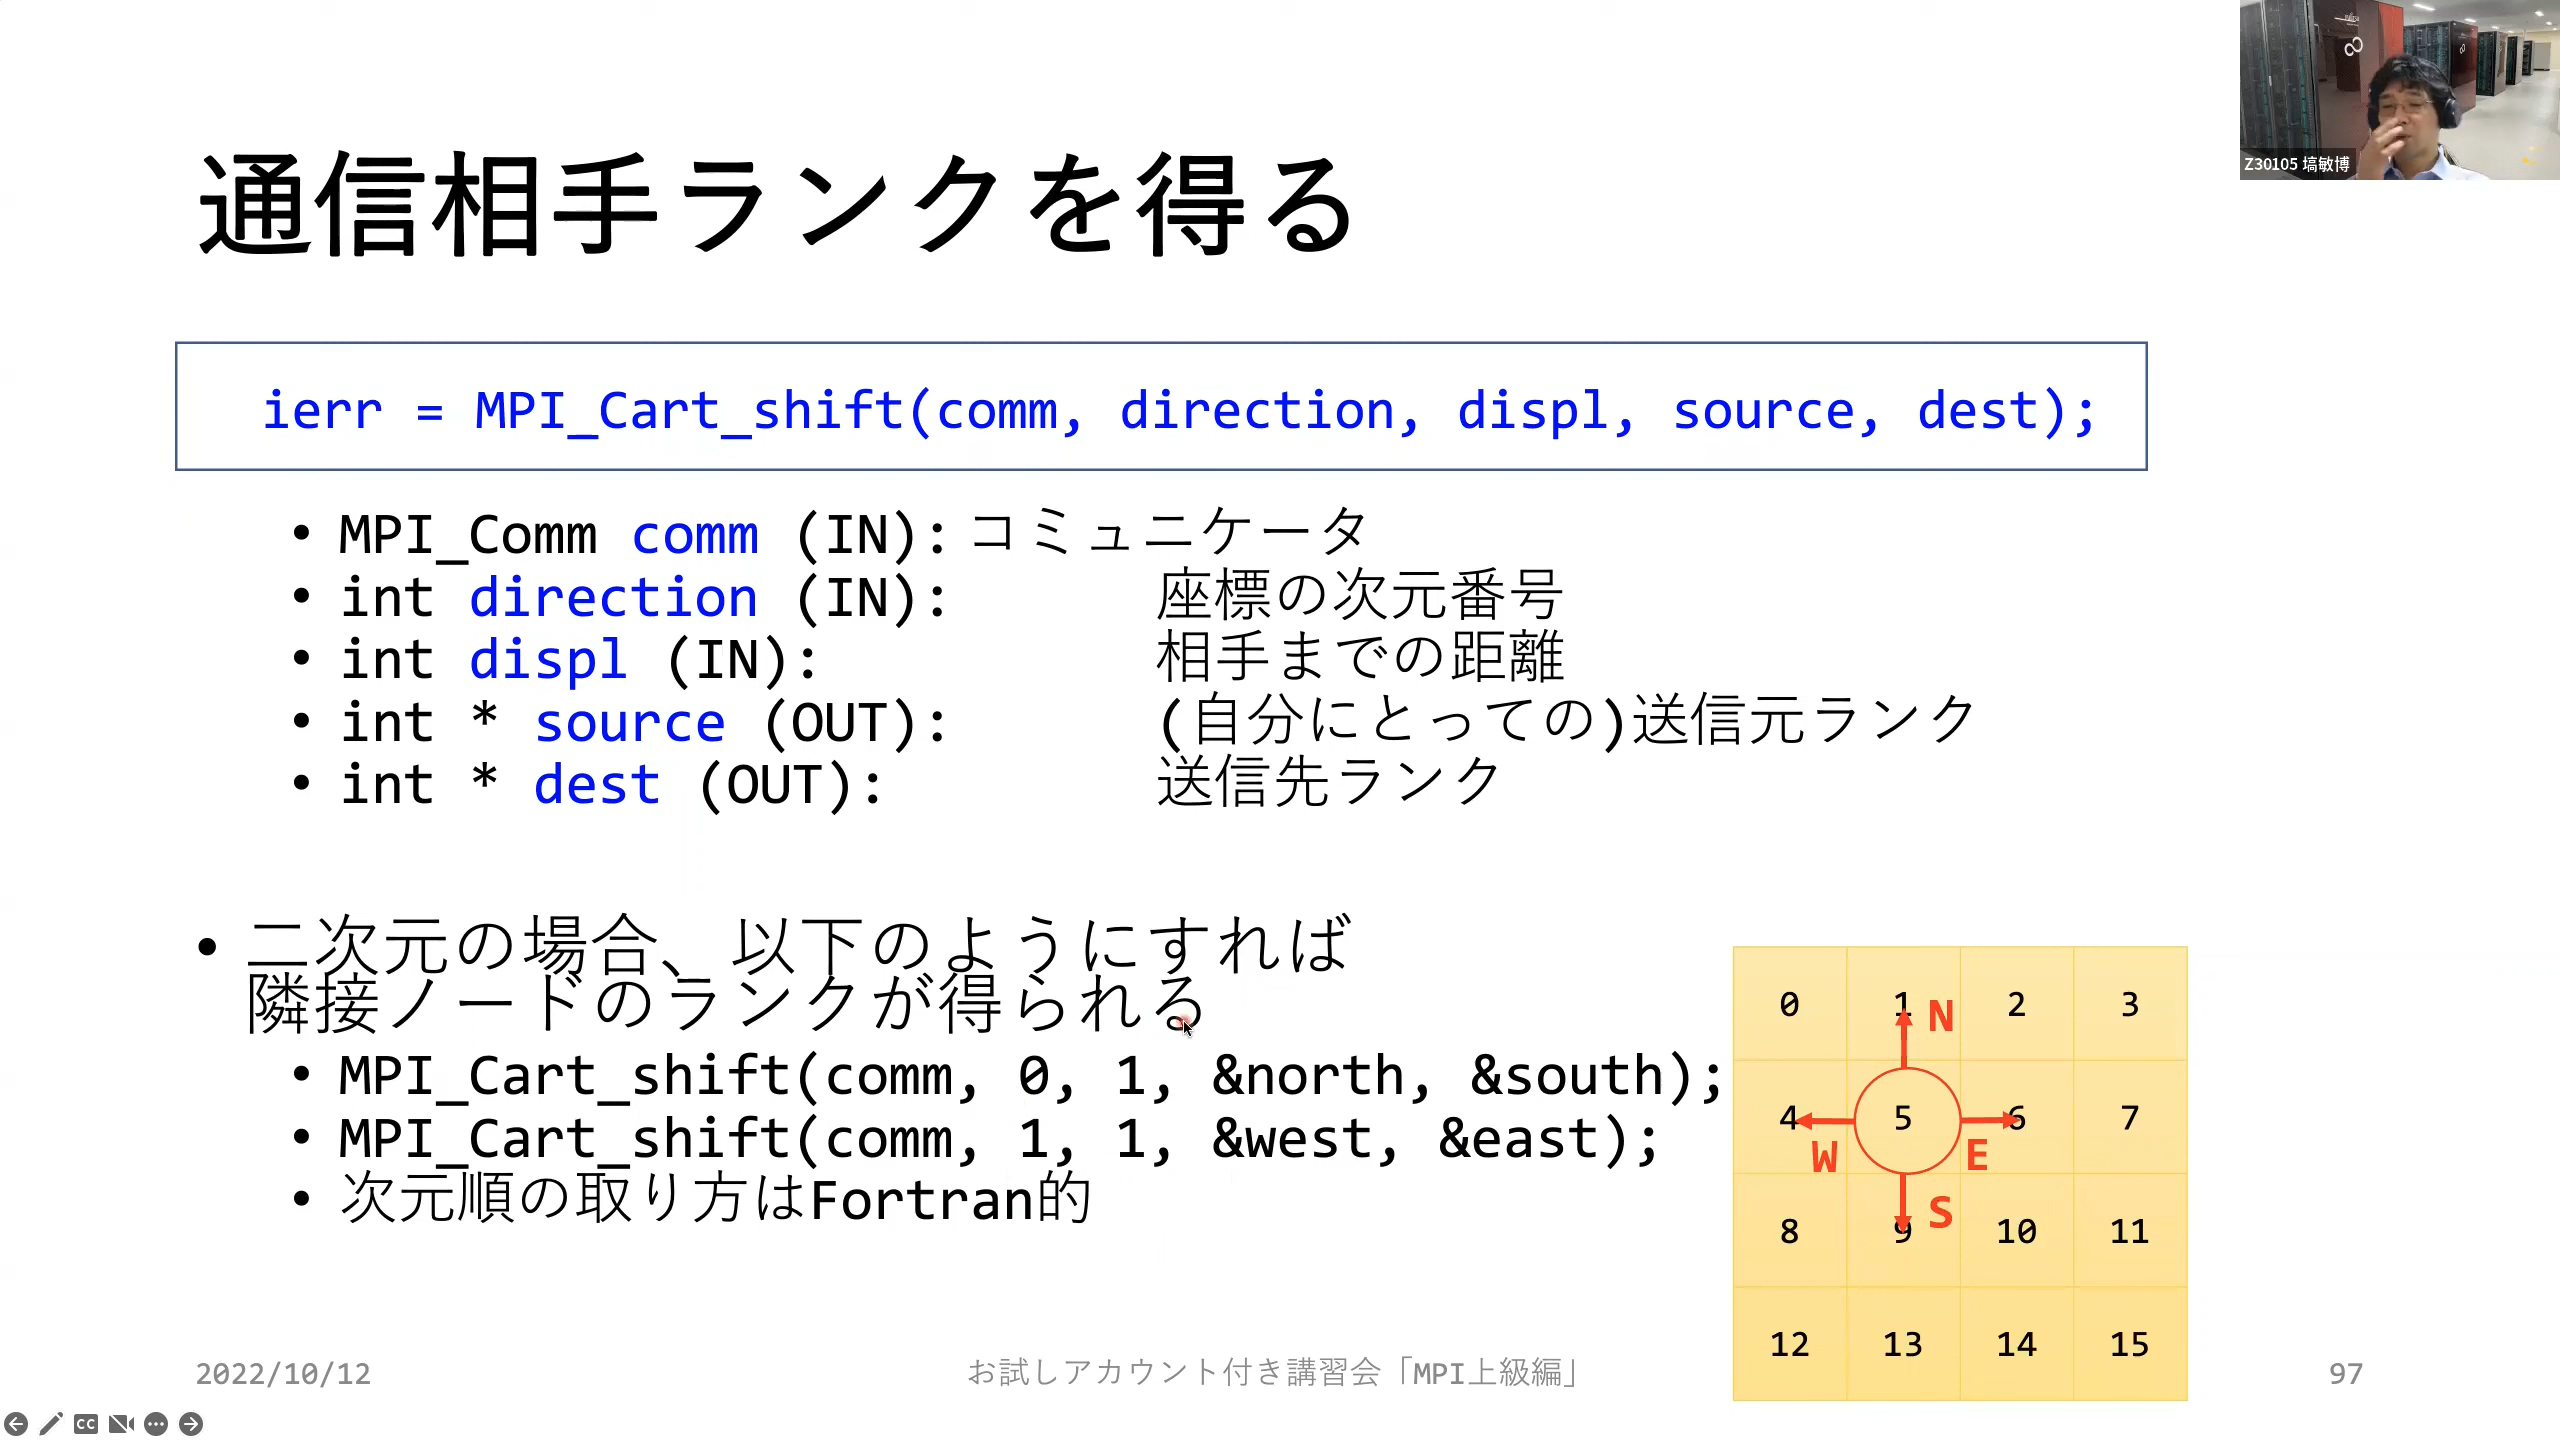 Z30105 塙敏博
通信相手ランクを得る
ierr = MPI_Cart_shift(comm, direction, displ, source, dest);
• MPI_Comm comm (IN): コミュニケータ
• int direction (IN): 座標の次元番号
• int displ (IN): 相手までの距離
• int * source (OUT): (自分にとっての)送信元ランク
• int * dest (OUT): 送信先ランク
• 二次元の場合、以下のようにすれば
隣接ノードのランクが得られる
• MPI_Cart_shift(comm, 0, 1, &north, &south);
• MPI_Cart_shift(comm, 1, 1, &west, &east);
• 次元順の取り方はFortran的
0 1 2 3
N
4 5 6 7
W E
S
8 9 10 11
12 13 14 15
2022/10/12 お試しアカウント付き講習会「MPI上級編」 97
CC